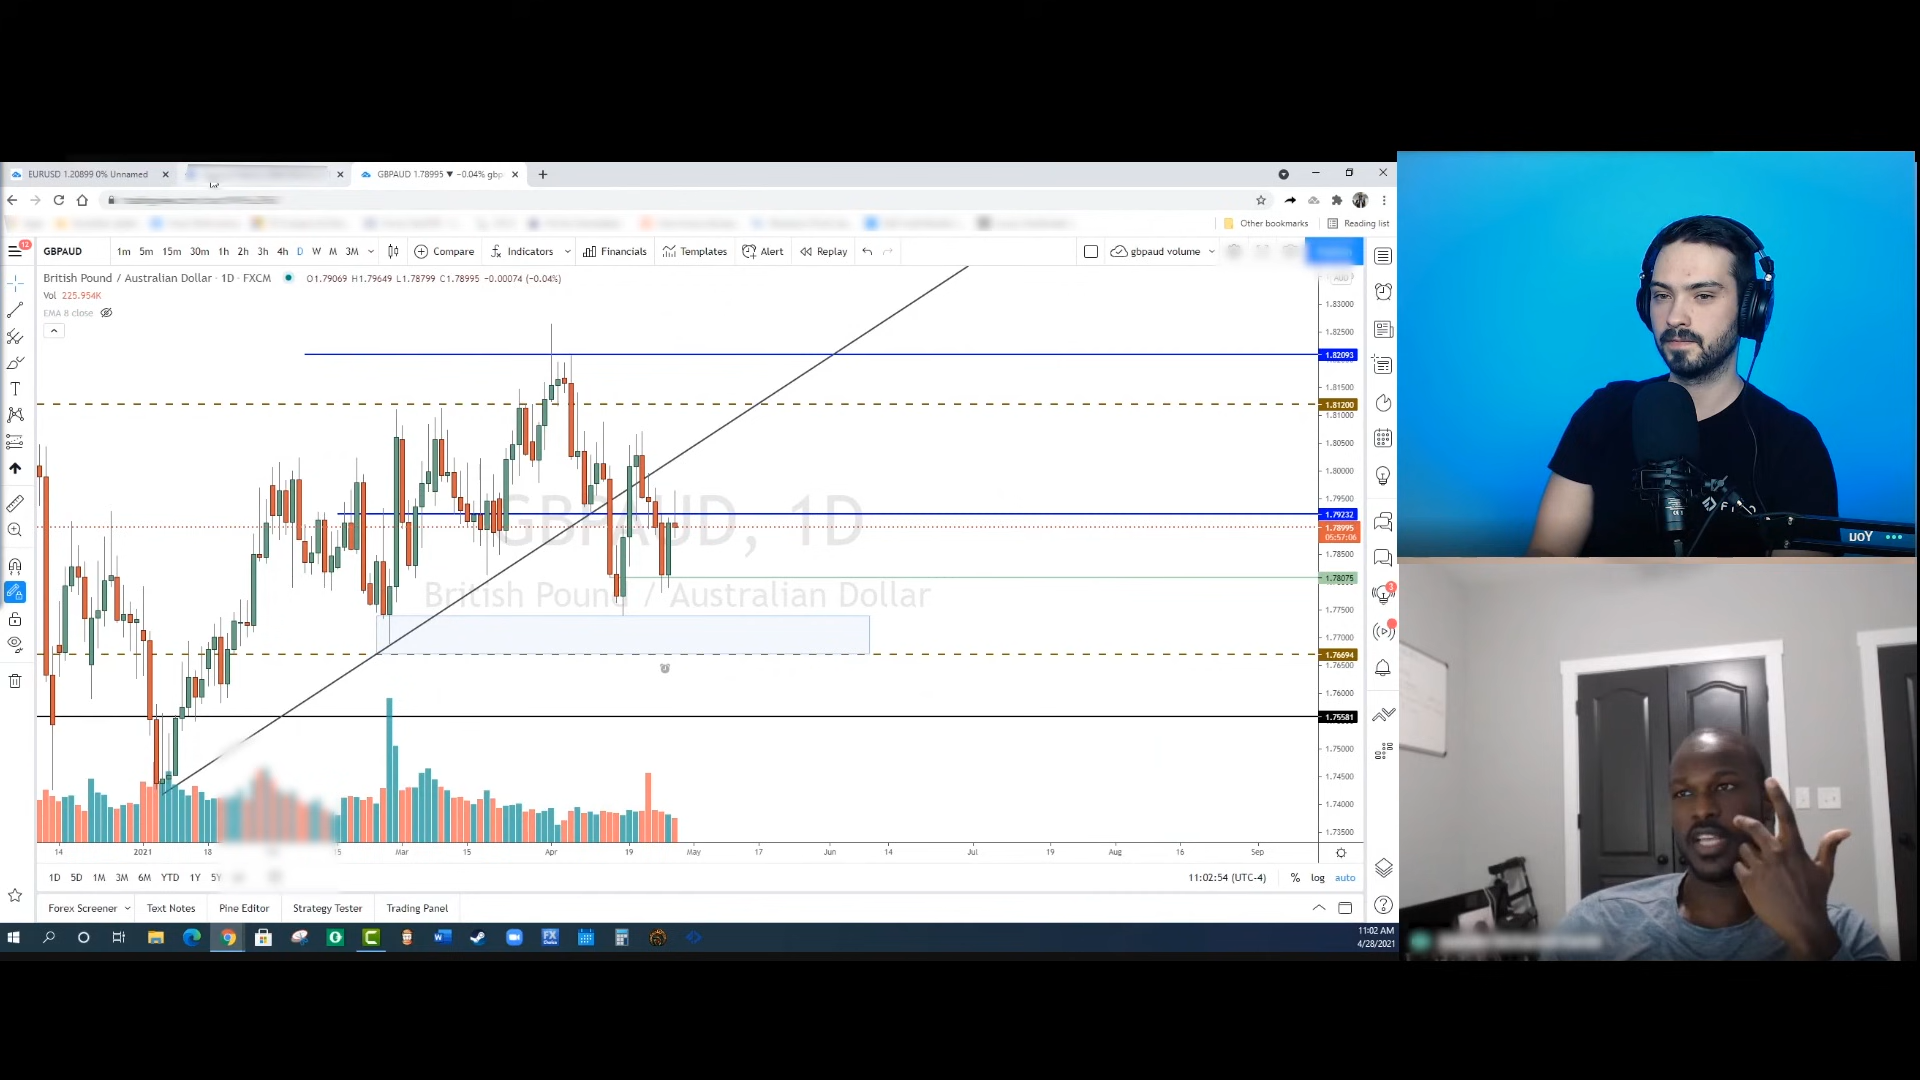 EURUSD 1.20899 0% Unnamed
GBPAUD 1.78995 ▼ −0.04% gbp
Other bookmarks
Reading list
12
GBPAUD
1m 5m 15m 30m 1h 2h 3h 4h D W M 3M
Compare
Indicators
Financials
Templates
Alert
Replay
gbpaud volume
British Pound / Australian Dollar · 1D · FXCM
O1.79069 H1.79649 L1.78799 C1.78995 −0.00074 (−0.04%)
Vol 225.954K
EMA 8 close
AUD
1.83000
1.82500
1.82093
1.81500
1.81200
1.81000
1.80500
1.80000
1.79500
1.79232
1.78995
05:57:06
1.78500
1.78075
1.77500
1.77000
1.76694
1.76500
1.76000
1.75581
1.75000
1.74500
1.74000
1.73500
GBPAUD, 1D
British Pound / Australian Dollar
14 2021 18 15 Mar 15 Apr 19 May 17 Jun 14 Jul 19 Aug 16 Sep
1D 5D 1M 3M 6M YTD 1Y 5Y
11:02:54 (UTC-4)
% log auto
Forex Screener
Text Notes
Pine Editor
Strategy Tester
Trading Panel
3
11:02 AM
4/28/2021